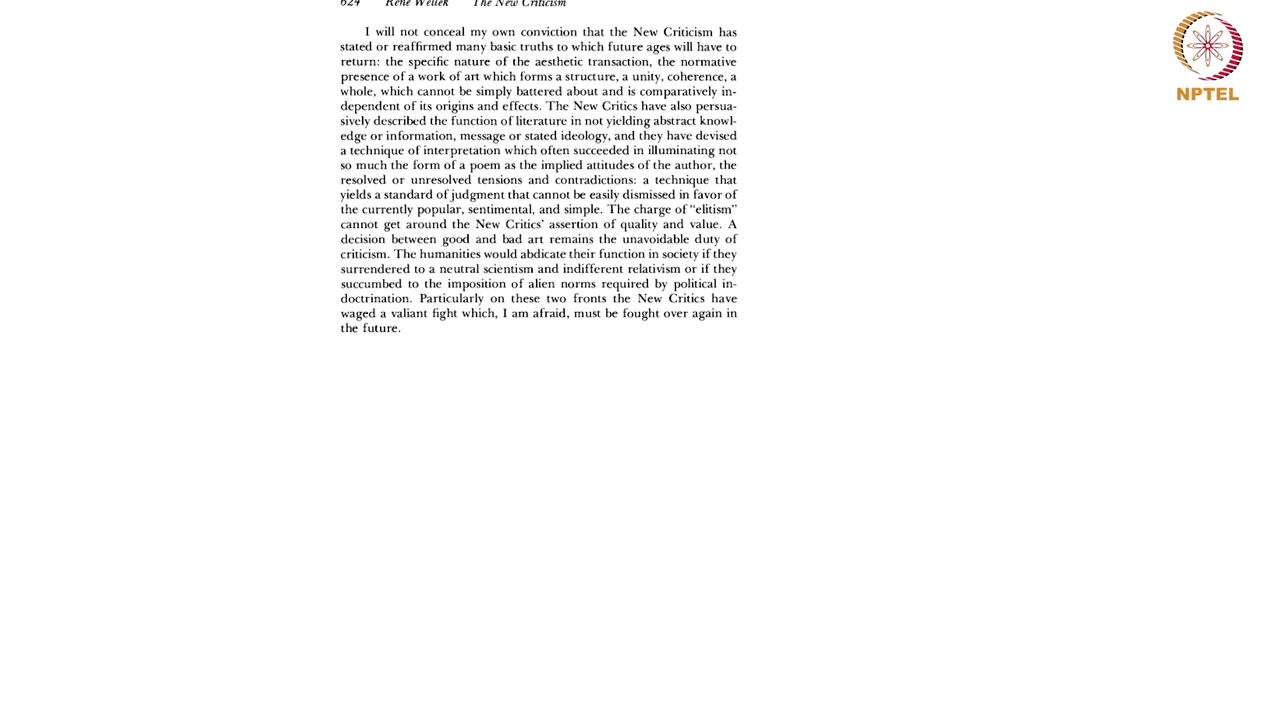 624 René Wellek The New Criticism
I will not conceal my own conviction that the New Criticism has
stated or reaffirmed many basic truths to which future ages will have to
return: the specific nature of the aesthetic transaction, the normative
presence of a work of art which forms a structure, a unity, coherence, a
whole, which cannot be simply battered about and is comparatively in-
dependent of its origins and effects. The New Critics have also persua-
sively described the function of literature in not yielding abstract knowl-
edge or information, message or stated ideology, and they have devised
a technique of interpretation which often succeeded in illuminating not
so much the form of a poem as the implied attitudes of the author, the
resolved or unresolved tensions and contradictions: a technique that
yields a standard of judgment that cannot be easily dismissed in favor of
the currently popular, sentimental, and simple. The charge of “elitism”
cannot get around the New Critics’ assertion of quality and value. A
decision between good and bad art remains the unavoidable duty of
criticism. The humanities would abdicate their function in society if they
surrendered to a neutral scientism and indifferent relativism or if they
succumbed to the imposition of alien norms required by political in-
doctrination. Particularly on these two fronts the New Critics have
waged a valiant fight which, I am afraid, must be fought over again in
the future.
NPTEL